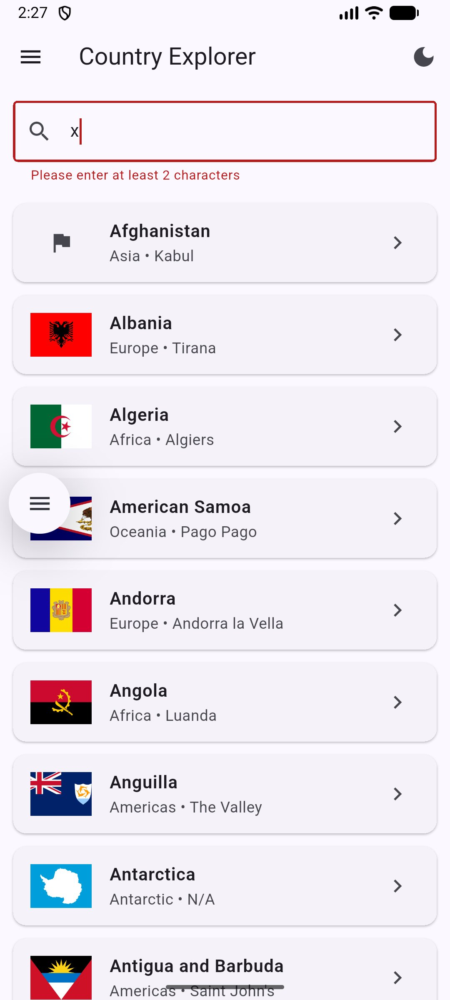 2:27
Country Explorer
x
Please enter at least 2 characters
Afghanistan
Asia • Kabul
Albania
Europe • Tirana
Algeria
Africa • Algiers
American Samoa
Oceania • Pago Pago
Andorra
Europe • Andorra la Vella
Angola
Africa • Luanda
Anguilla
Americas • The Valley
Antarctica
Antarctic • N/A
Antigua and Barbuda
Americas • Saint John's